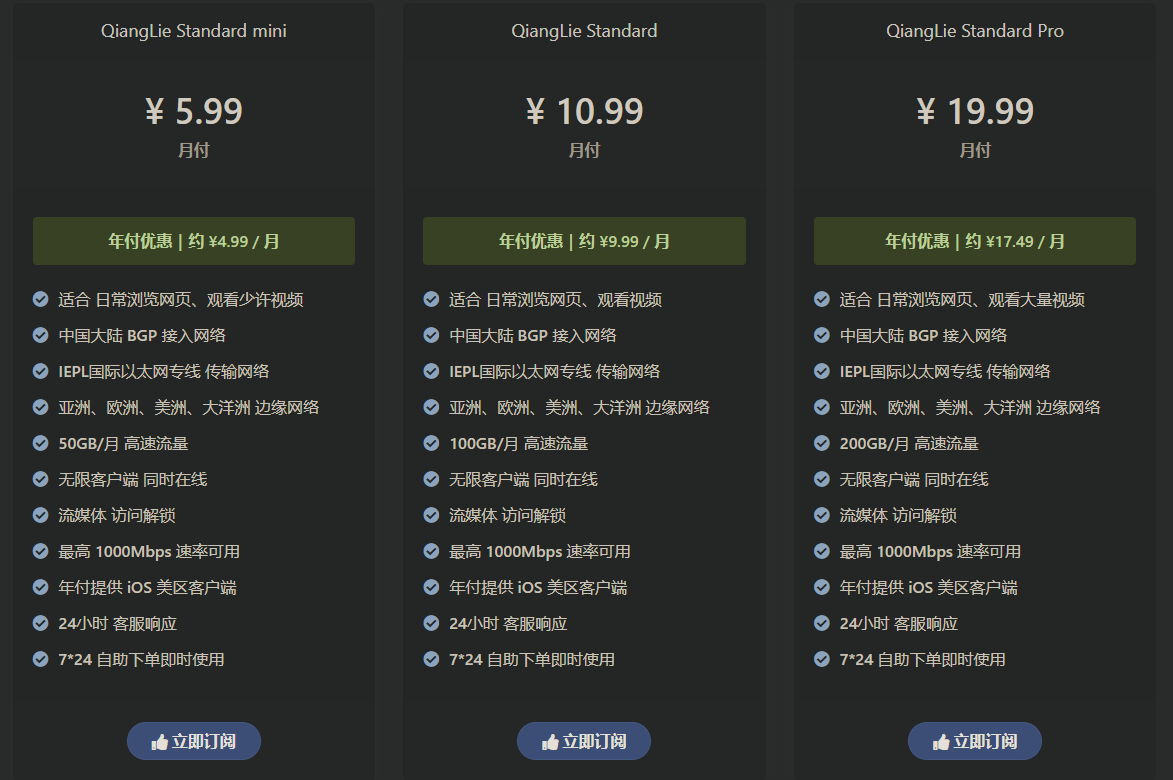 QiangLie Standard mini
¥ 5.99
月付
年付优惠 | 约 ¥4.99 / 月
适合 日常浏览网页、观看少许视频
中国大陆 BGP 接入网络
IEPL国际以太网专线 传输网络
亚洲、欧洲、美洲、大洋洲 边缘网络
50GB/月 高速流量
无限客户端 同时在线
流媒体 访问解锁
最高 1000Mbps 速率可用
年付提供 iOS 美区客户端
24小时 客服响应
7*24 自助下单即时使用
立即订阅
QiangLie Standard
¥ 10.99
月付
年付优惠 | 约 ¥9.99 / 月
适合 日常浏览网页、观看视频
中国大陆 BGP 接入网络
IEPL国际以太网专线 传输网络
亚洲、欧洲、美洲、大洋洲 边缘网络
100GB/月 高速流量
无限客户端 同时在线
流媒体 访问解锁
最高 1000Mbps 速率可用
年付提供 iOS 美区客户端
24小时 客服响应
7*24 自助下单即时使用
立即订阅
QiangLie Standard Pro
¥ 19.99
月付
年付优惠 | 约 ¥17.49 / 月
适合 日常浏览网页、观看大量视频
中国大陆 BGP 接入网络
IEPL国际以太网专线 传输网络
亚洲、欧洲、美洲、大洋洲 边缘网络
200GB/月 高速流量
无限客户端 同时在线
流媒体 访问解锁
最高 1000Mbps 速率可用
年付提供 iOS 美区客户端
24小时 客服响应
7*24 自助下单即时使用
立即订阅